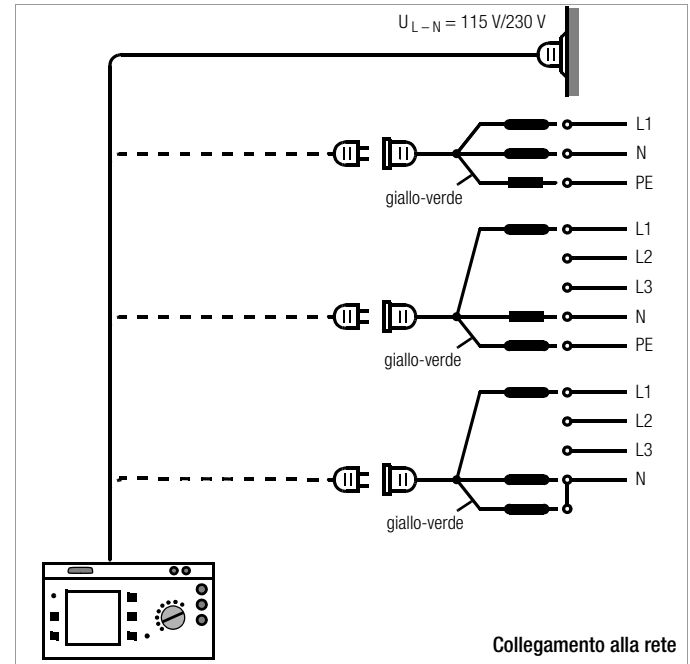 U L – N = 115 V/230 V
L1
N
PE
giallo-verde
L1
L2
L3
N
PE
giallo-verde
L1
L2
L3
N
giallo-verde
Collegamento alla rete